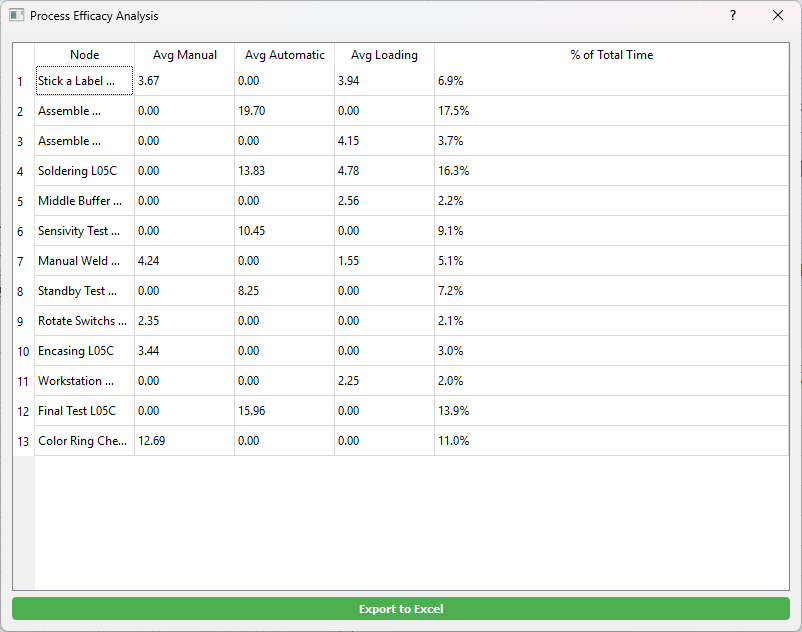 Process Efficacy Analysis ?
Node Avg Manual Avg Automatic Avg Loading % of Total Time
1 Stick a Label ... 3.67 0.00 3.94 6.9%
2 Assemble ... 0.00 19.70 0.00 17.5%
3 Assemble ... 0.00 0.00 4.15 3.7%
4 Soldering L05C 0.00 13.83 4.78 16.3%
5 Middle Buffer ... 0.00 0.00 2.56 2.2%
6 Sensivity Test ... 0.00 10.45 0.00 9.1%
7 Manual Weld ... 4.24 0.00 1.55 5.1%
8 Standby Test ... 0.00 8.25 0.00 7.2%
9 Rotate Switchs ... 2.35 0.00 0.00 2.1%
10 Encasing L05C 3.44 0.00 0.00 3.0%
11 Workstation ... 0.00 0.00 2.25 2.0%
12 Final Test L05C 0.00 15.96 0.00 13.9%
13 Color Ring Che... 12.69 0.00 0.00 11.0%
Export to Excel